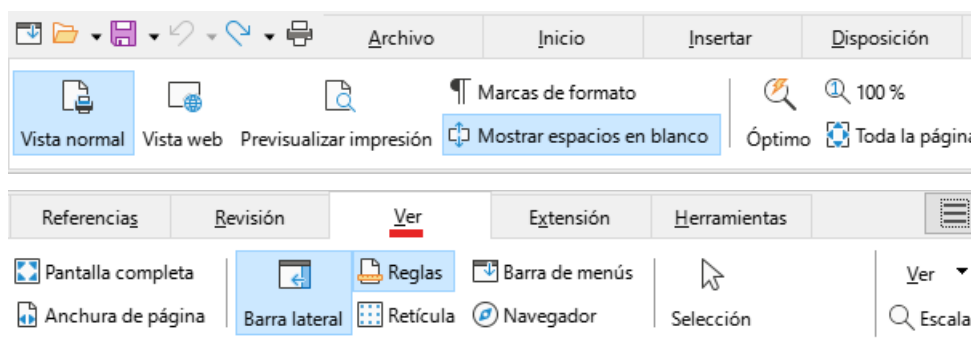 Archivo Inicio Insertar Disposición
Marcas de formato 100 %
Vista normal Vista web Previsualizar impresión Mostrar espacios en blanco Óptimo Toda la página
Referencias Revisión Ver Extensión Herramientas
Pantalla completa Reglas Barra de menús Ver
Anchura de página Barra lateral Retícula Navegador Selección Escala